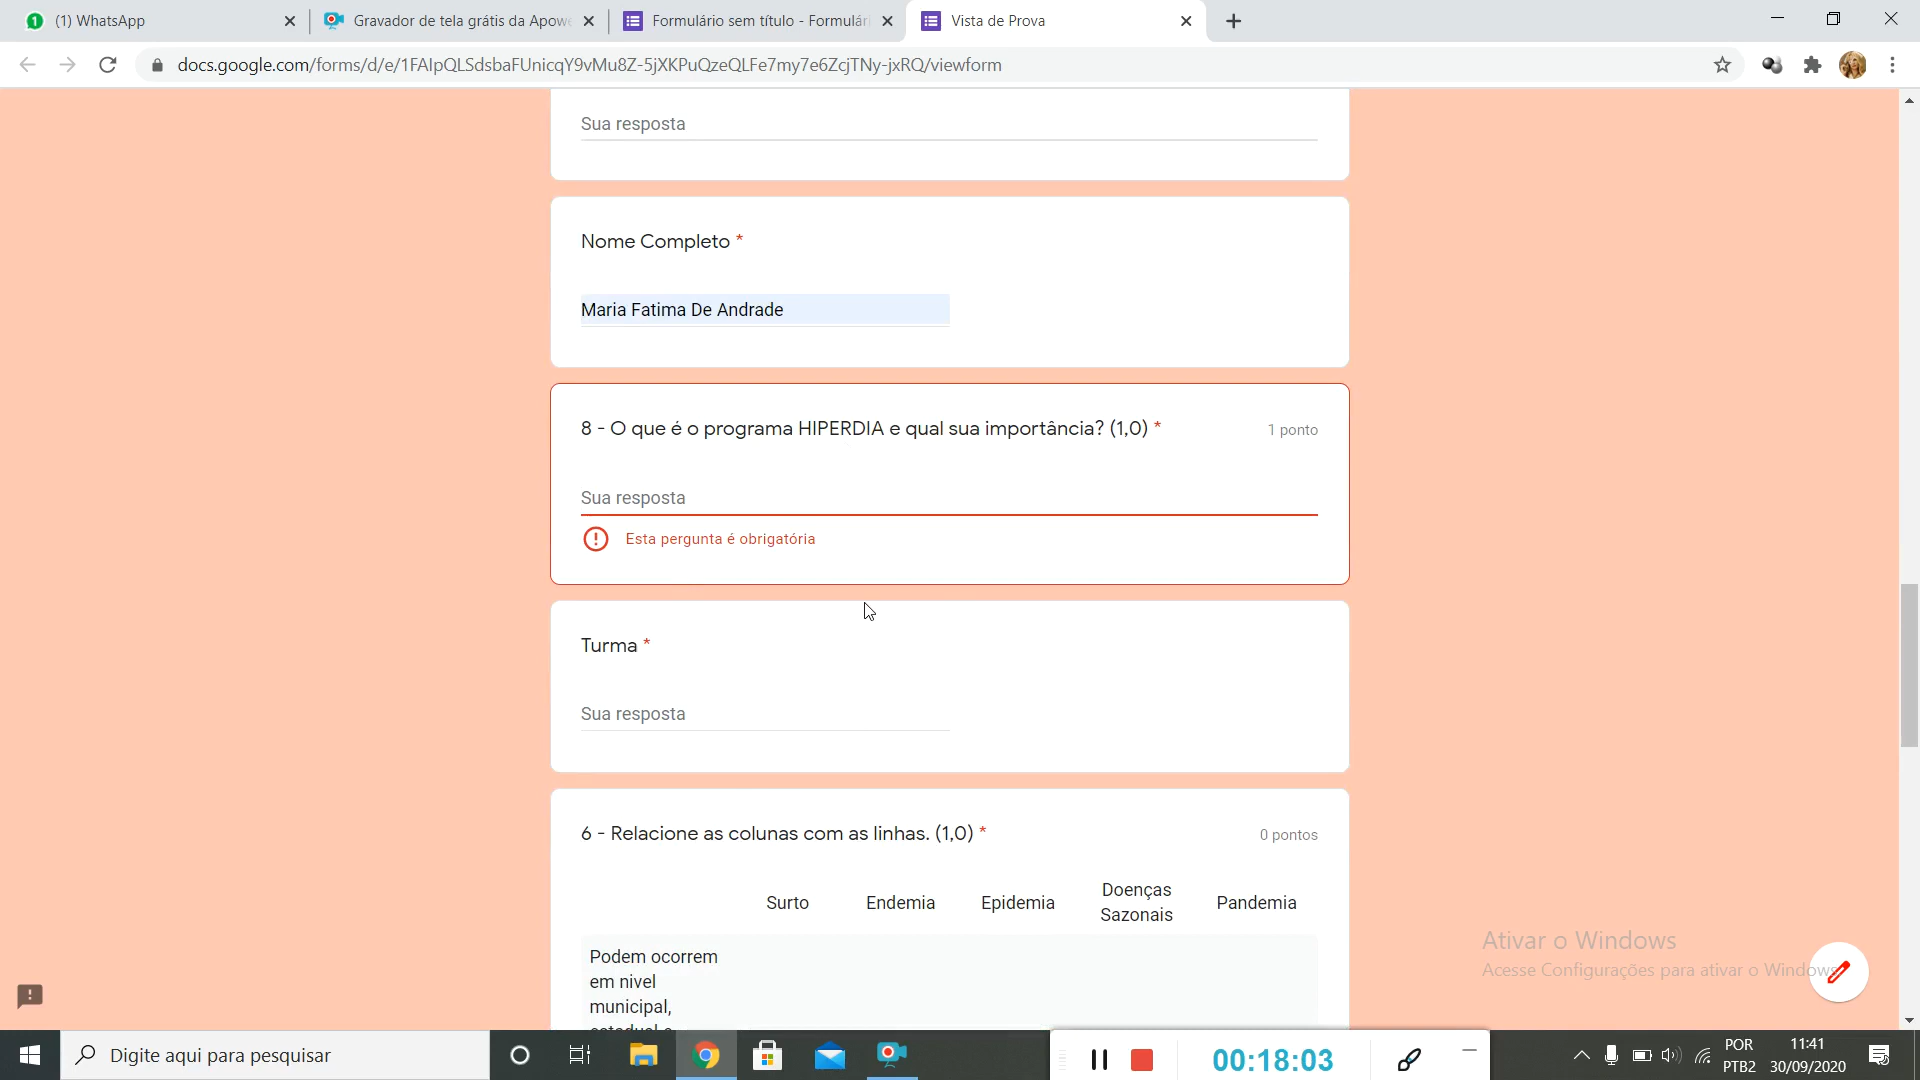 (1) WhatsApp
Gravador de tela grátis da Apowe
Formulário sem título - Formulári
Vista de Prova
docs.google.com/forms/d/e/1FAIpQLSdsbaFUnicqY9vMu8Z-5jXKPuQzeQLFe7my7e6ZcjTNy-jxRQ/viewform
Sua resposta
Nome Completo *
Maria Fatima De Andrade
8 - O que é o programa HIPERDIA e qual sua importância? (1,0) *
1 ponto
Sua resposta
Esta pergunta é obrigatória
Turma *
Sua resposta
6 - Relacione as colunas com as linhas. (1,0) *
0 pontos
Surto
Endemia
Epidemia
Doenças
Sazonais
Pandemia
Podem ocorrem
em nivel
municipal,
Ativar o Windows
Acesse Configurações para ativar o Windows
Digite aqui para pesquisar
00:18:03
POR
PTB2
11:41
30/09/2020